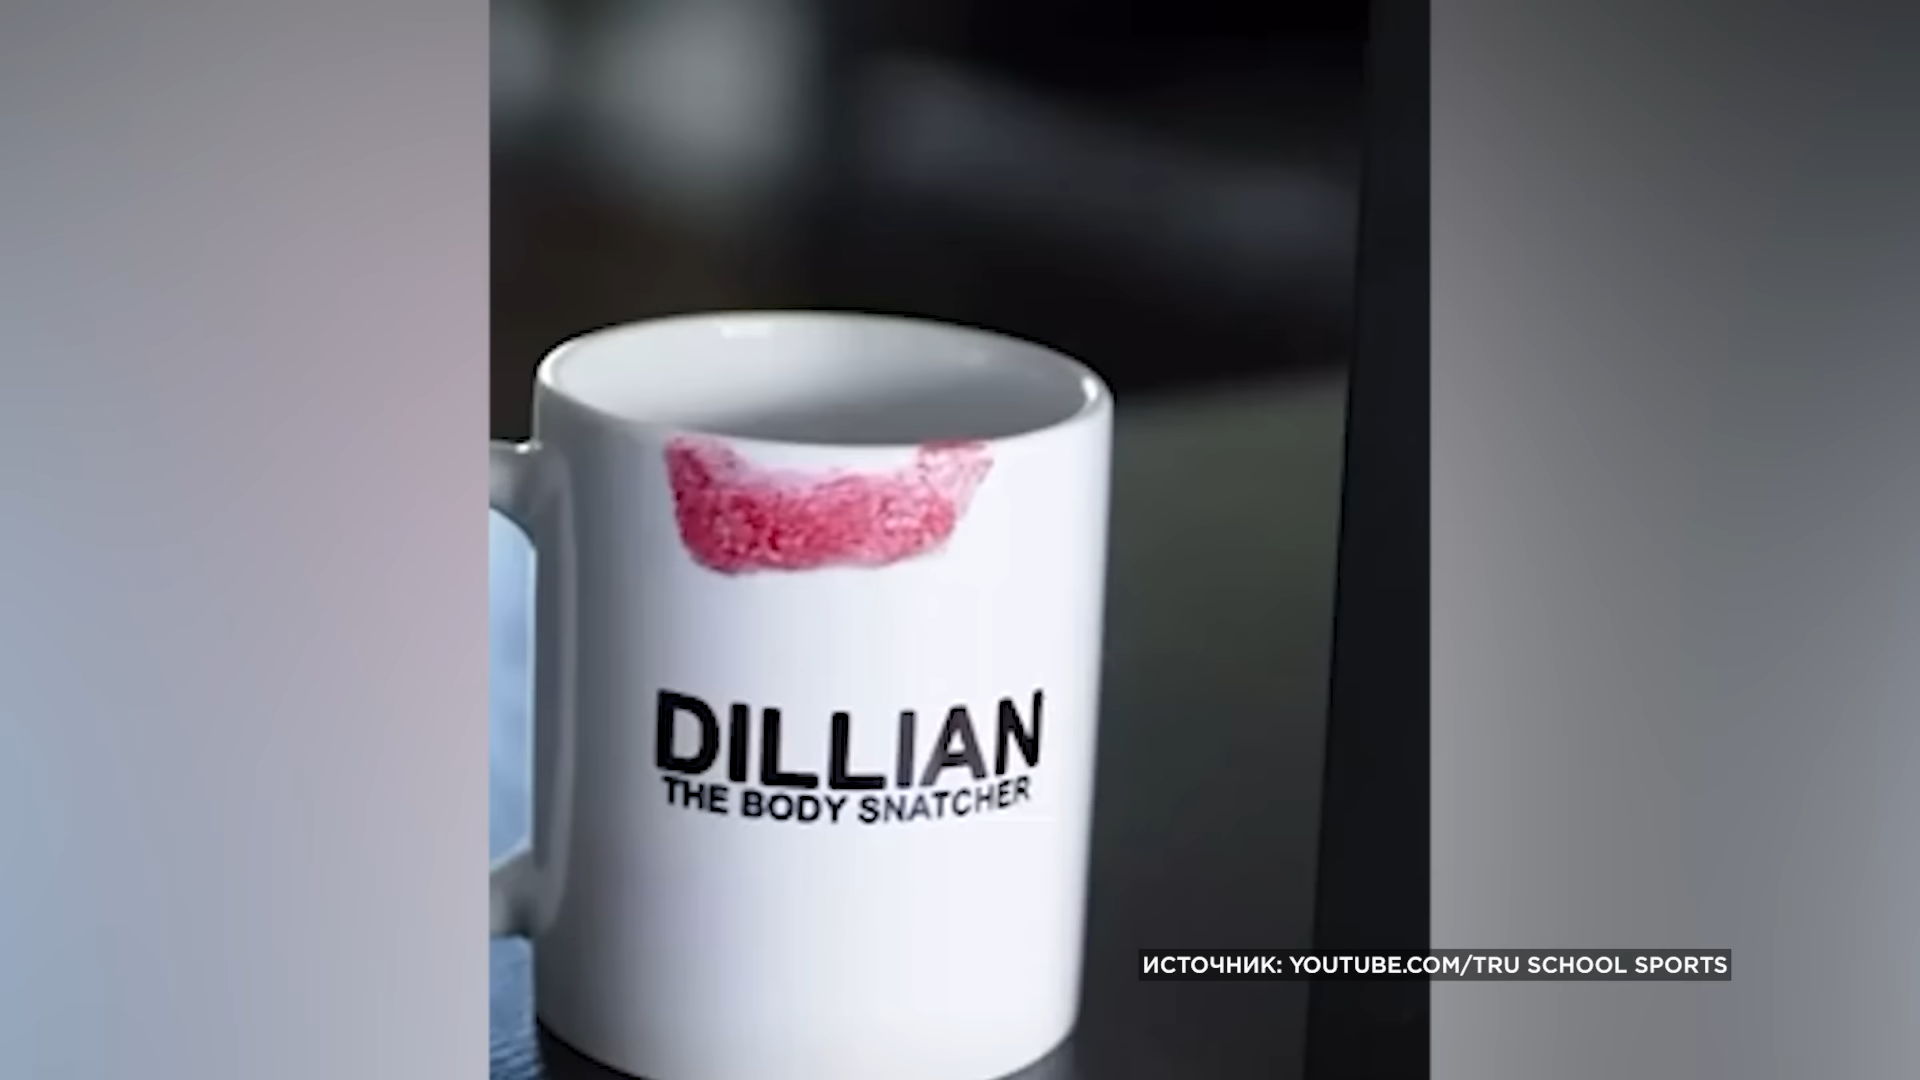 DILLIAN
THE BODY SNATCHER
ИСТОЧНИК: YOUTUBE.COM/TRU SCHOOL SPORTS